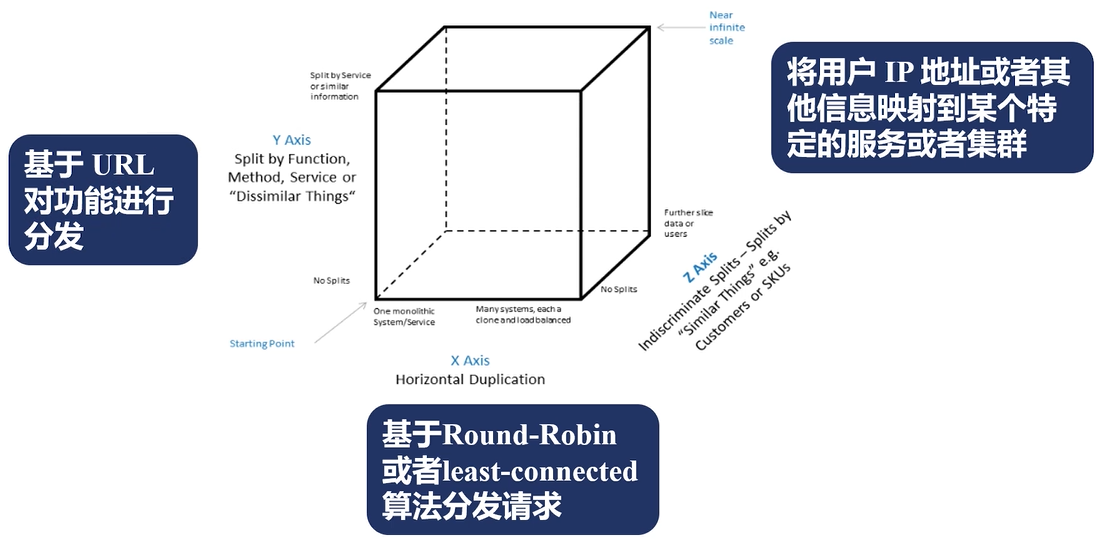 Near
infinite
scale
将用户 IP 地址或者其
他信息映射到某个特
定的服务或者集群
Split by Service
or similar
information
Y Axis
Split by Function,
Method, Service or
“Dissimilar Things“
基于 URL
对功能进行
分发
Further slice
data or
users
Z Axis
Indiscriminate Splits – Splits by
“Similar Things” e.g.
Customers or SKUs
No Splits
No Splits
One monolithic
System/Service
Many systems, each a
clone and load balanced
Starting Point
X Axis
Horizontal Duplication
基于Round-Robin
或者least-connected
算法分发请求